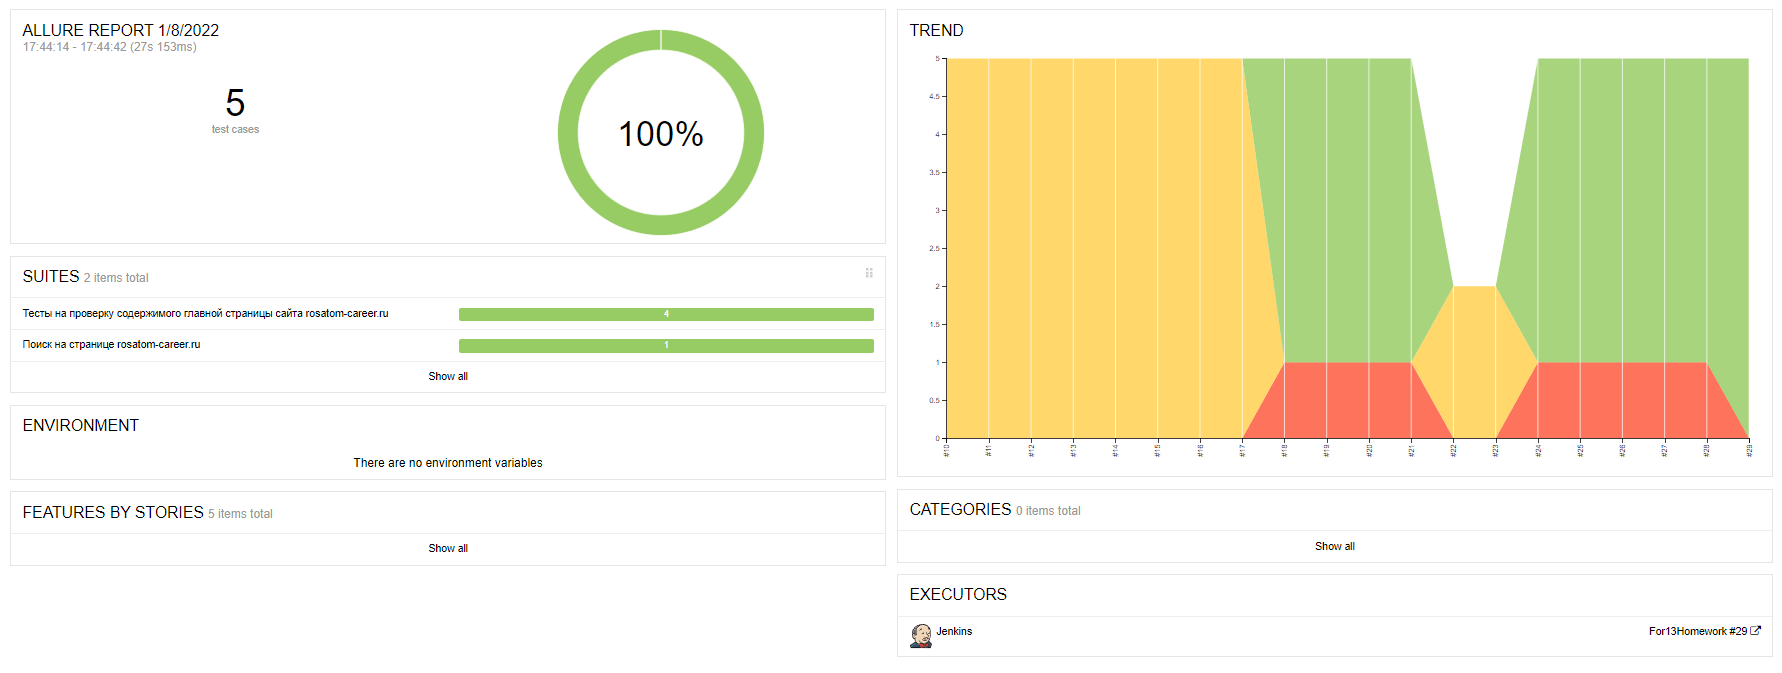 ALLURE REPORT 1/8/2022
17:44:14 - 17:44:42 (27s 153ms)
5
test cases
100%
SUITES 2 items total
Тесты на проверку содержимого главной страницы сайта rosatom-career.ru 4
Поиск на странице rosatom-career.ru 1
Show all
ENVIRONMENT
There are no environment variables
FEATURES BY STORIES 5 items total
Show all
TREND
5
4.5
4
3.5
3
2.5
2
1.5
1
0.5
0
#10 #11 #12 #13 #14 #15 #16 #17 #18 #19 #20 #21 #22 #23 #24 #25 #26 #27 #28 #29
CATEGORIES 0 items total
Show all
EXECUTORS
Jenkins For13Homework #29